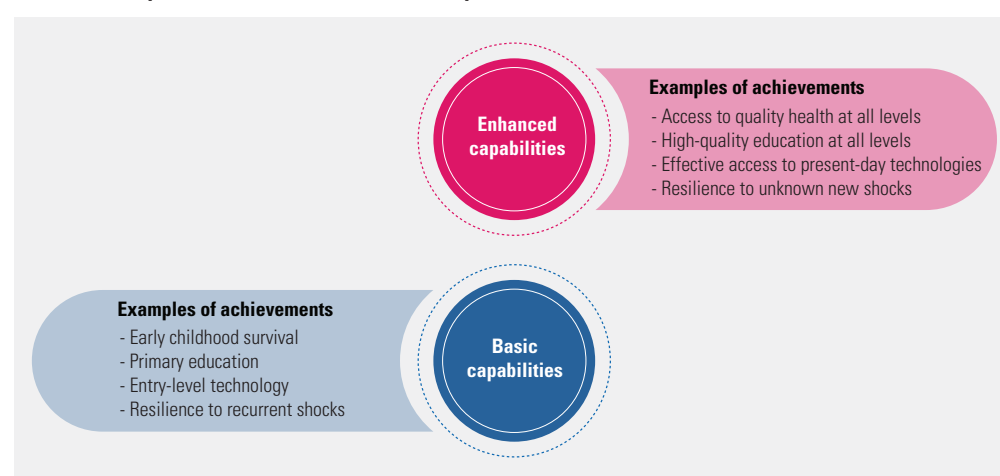 Enhanced
capabilities
Examples of achievements
- Access to quality health at all levels
- High-quality education at all levels
- Effective access to present-day technologies
- Resilience to unknown new shocks
Examples of achievements
- Early childhood survival
- Primary education
- Entry-level technology
- Resilience to recurrent shocks
Basic
capabilities